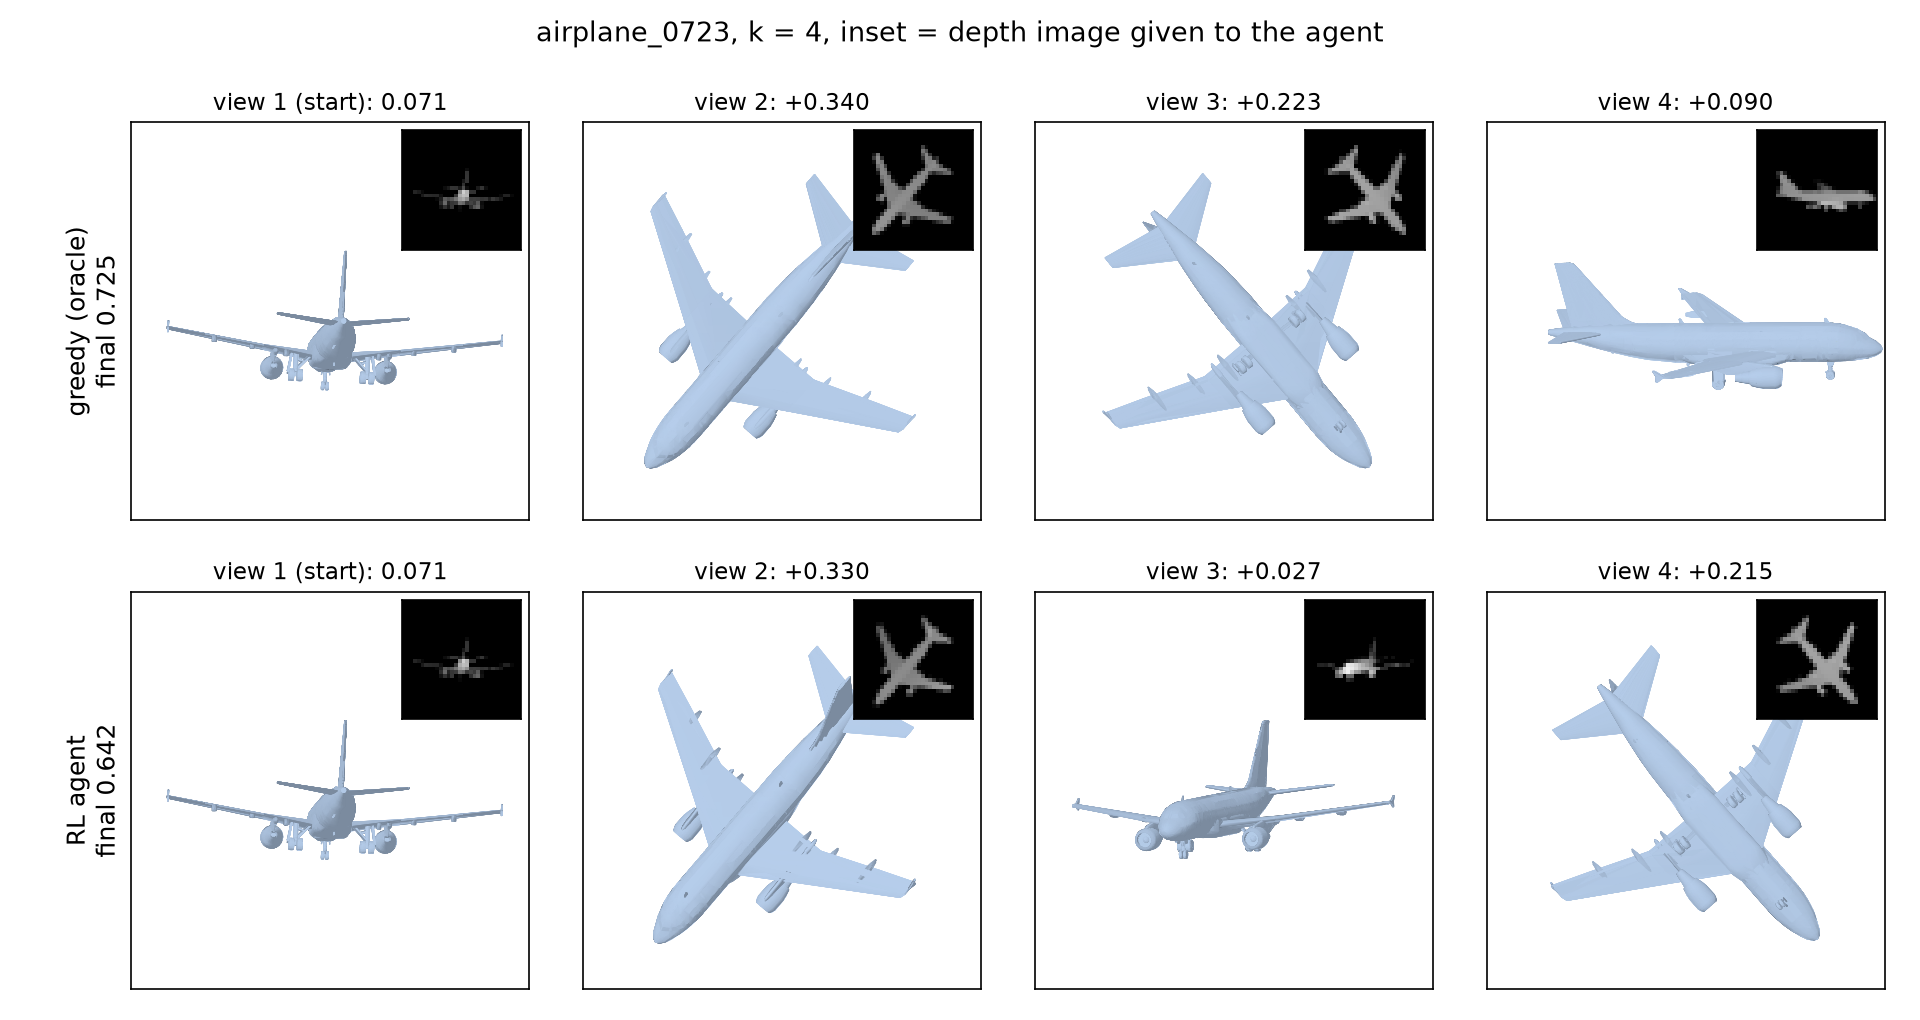 airplane_0723, k = 4, inset = depth image given to the agent
greedy (oracle)
final 0.725
view 1 (start): 0.071
view 2: +0.340
view 3: +0.223
view 4: +0.090
RL agent
final 0.642
view 1 (start): 0.071
view 2: +0.330
view 3: +0.027
view 4: +0.215